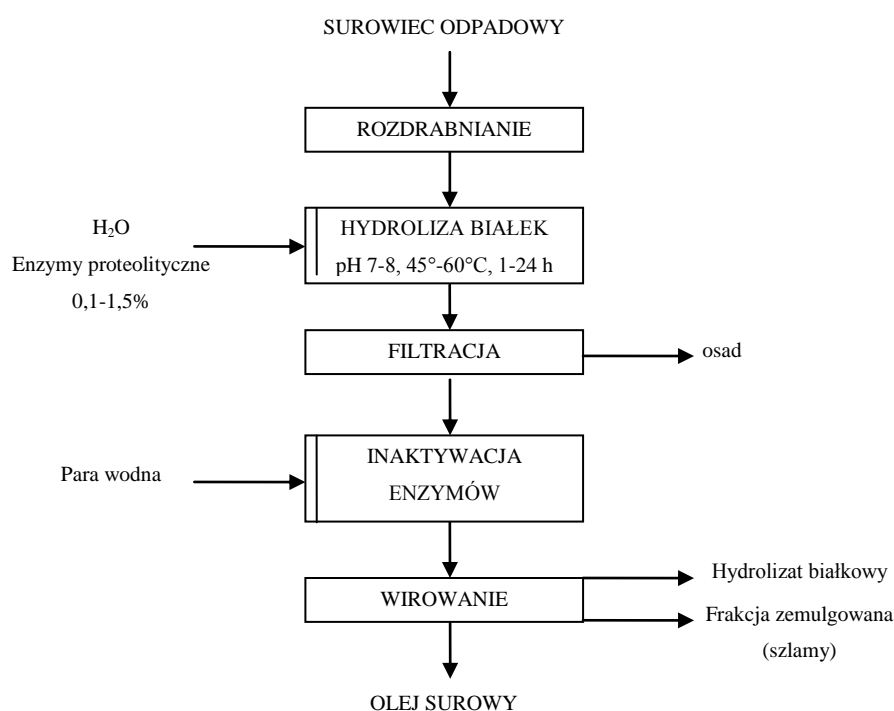 SUROWIEC ODPADOWY
ROZDRABNIANIE
H₂O
Enzymy proteolityczne
0,1-1,5%
HYDROLIZA BIAŁEK
pH 7-8, 45°-60°C, 1-24 h
FILTRACJA
osad
Para wodna
INAKTYWACJA
ENZYMÓW
WIROWANIE
Hydrolizat białkowy
Frakcja zemulgowana
(szlamy)
OLEJ SUROWY